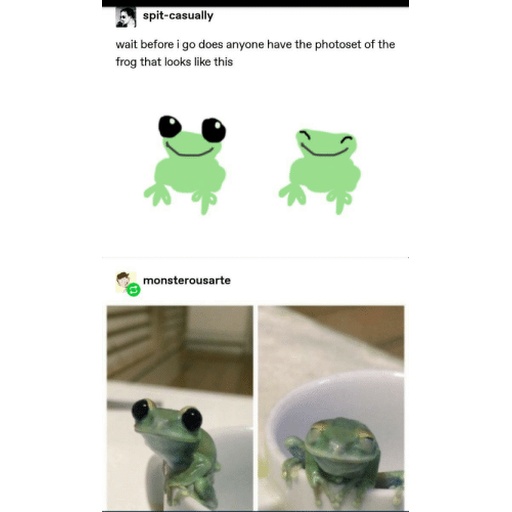 spit-casually
wait before i go does anyone have the photoset of the
frog that looks like this
monsterousarte